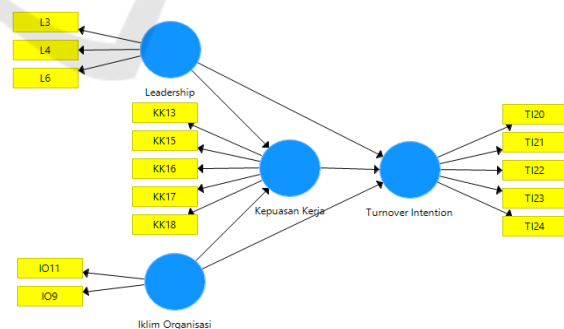 L3
L4
L6
Leadership
KK13
KK15
KK16
KK17
KK18
Kepuasan Kerja
TI20
TI21
TI22
TI23
TI24
Turnover Intention
IO11
IO9
Iklim Organisasi